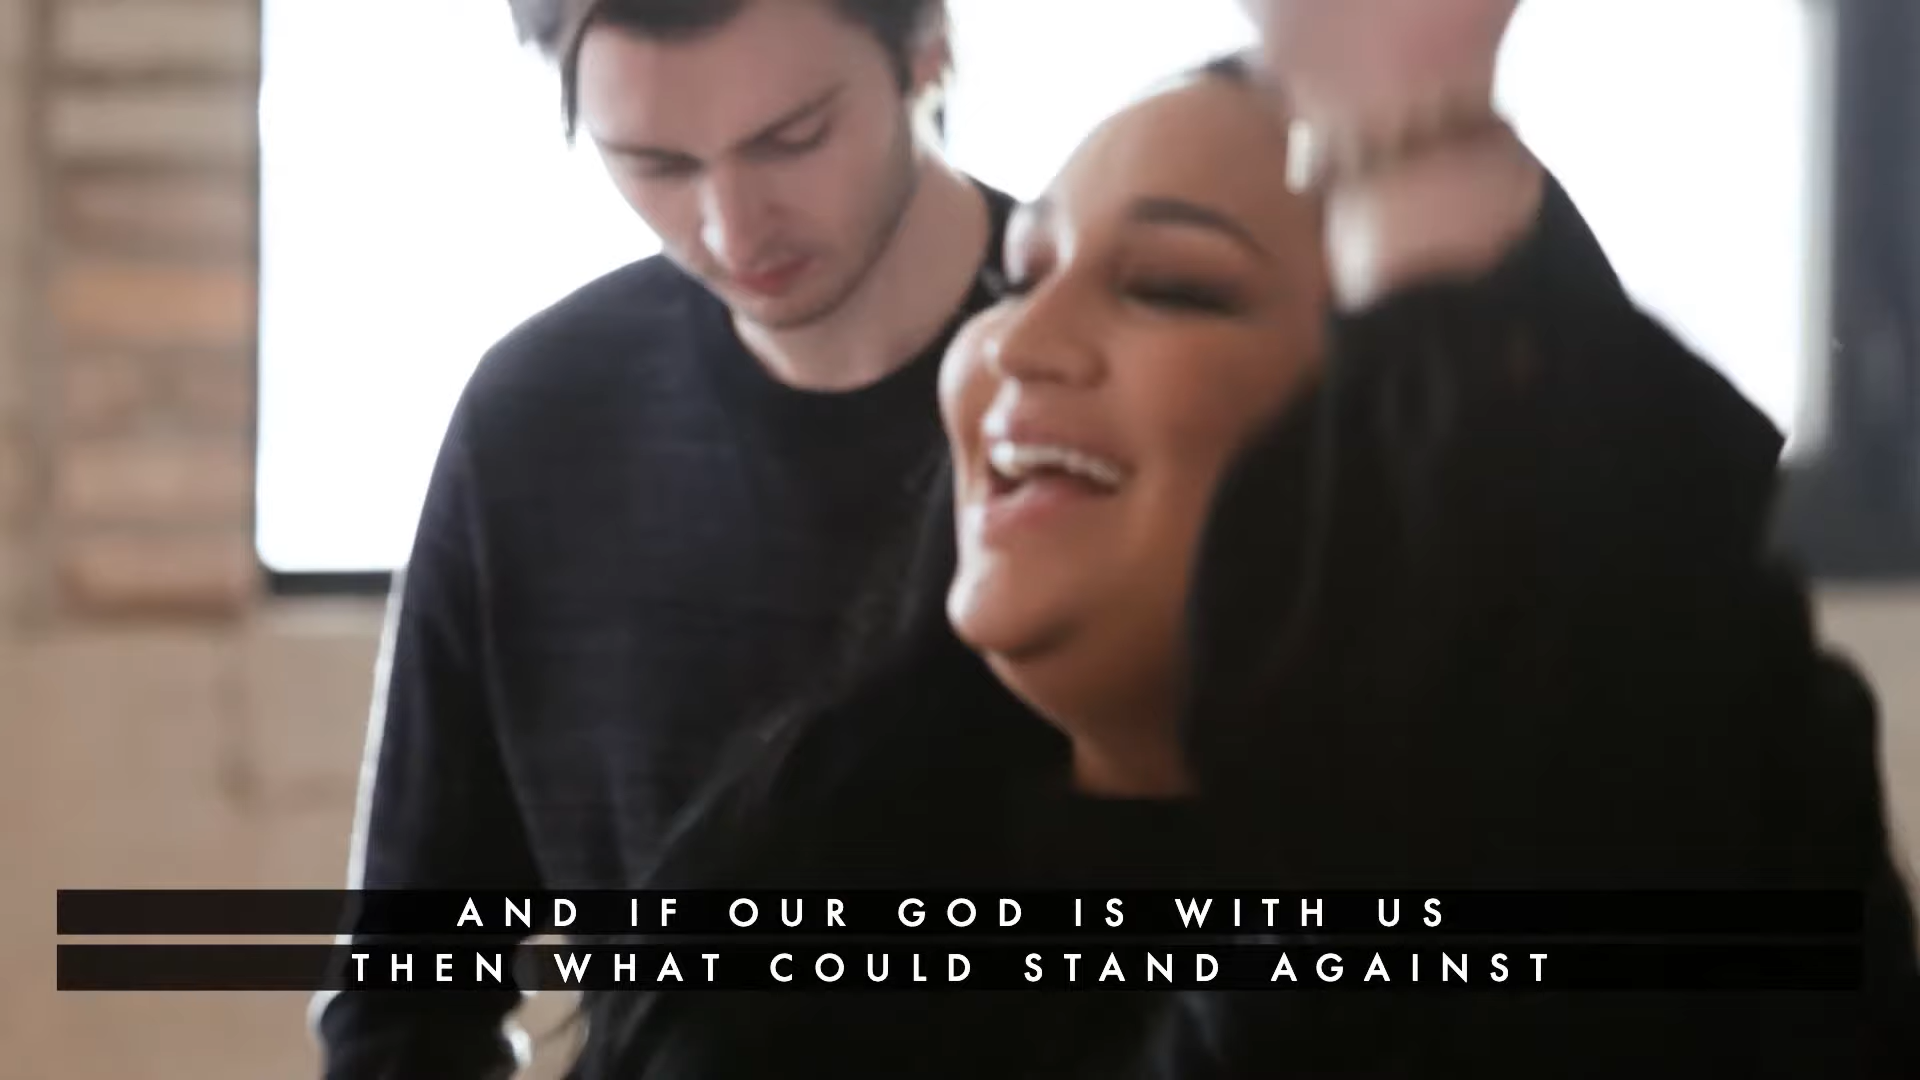 AND IF OUR GOD IS WITH US
THEN WHAT COULD STAND AGAINST